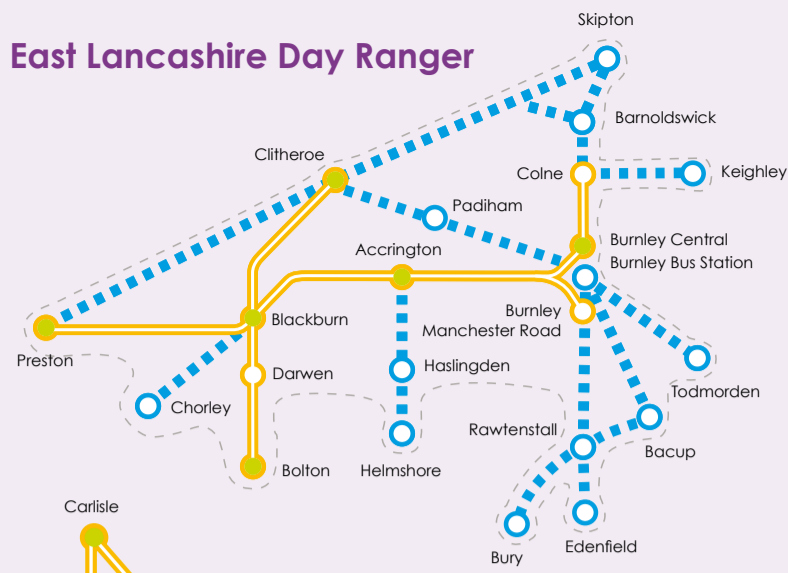 Skipton
East Lancashire Day Ranger
Barnoldswick
Clitheroe
Colne
Keighley
Padiham
Accrington
Burnley Central
Burnley Bus Station
Blackburn
Burnley
Manchester Road
Preston
Haslingden
Darwen
Todmorden
Chorley
Rawtenstall
Bacup
Bolton
Helmshore
Carlisle
Edenfield
Bury